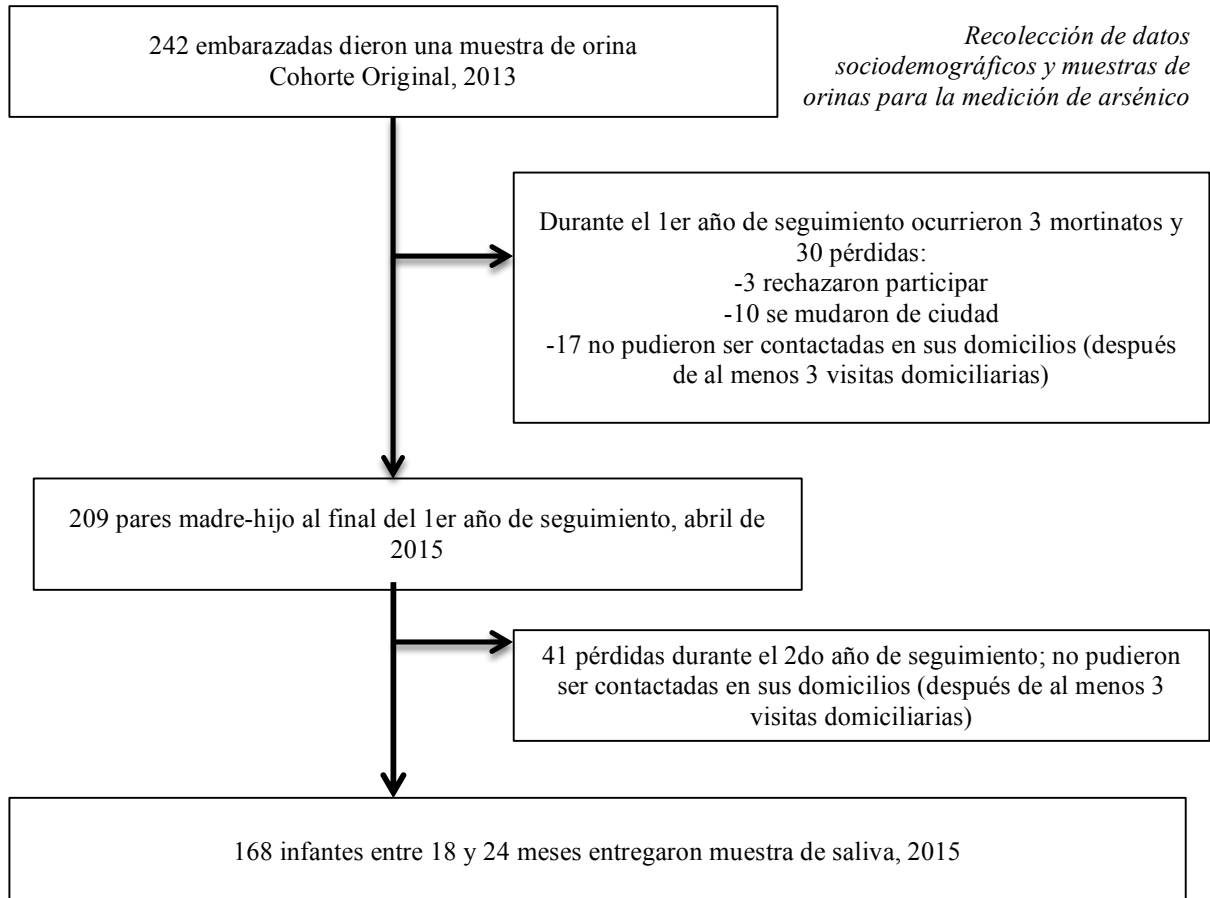 242 embarazadas dieron una muestra de orina
Cohorte Original, 2013
Recolección de datos
sociodemográficos y muestras de
orinas para la medición de arsénico
Durante el 1er año de seguimiento ocurrieron 3 mortinatos y
30 pérdidas:
-3 rechazaron participar
-10 se mudaron de ciudad
-17 no pudieron ser contactadas en sus domicilios (después
de al menos 3 visitas domiciliarias)
209 pares madre-hijo al final del 1er año de seguimiento, abril de
2015
41 pérdidas durante el 2do año de seguimiento; no pudieron
ser contactadas en sus domicilios (después de al menos 3
visitas domiciliarias)
168 infantes entre 18 y 24 meses entregaron muestra de saliva, 2015